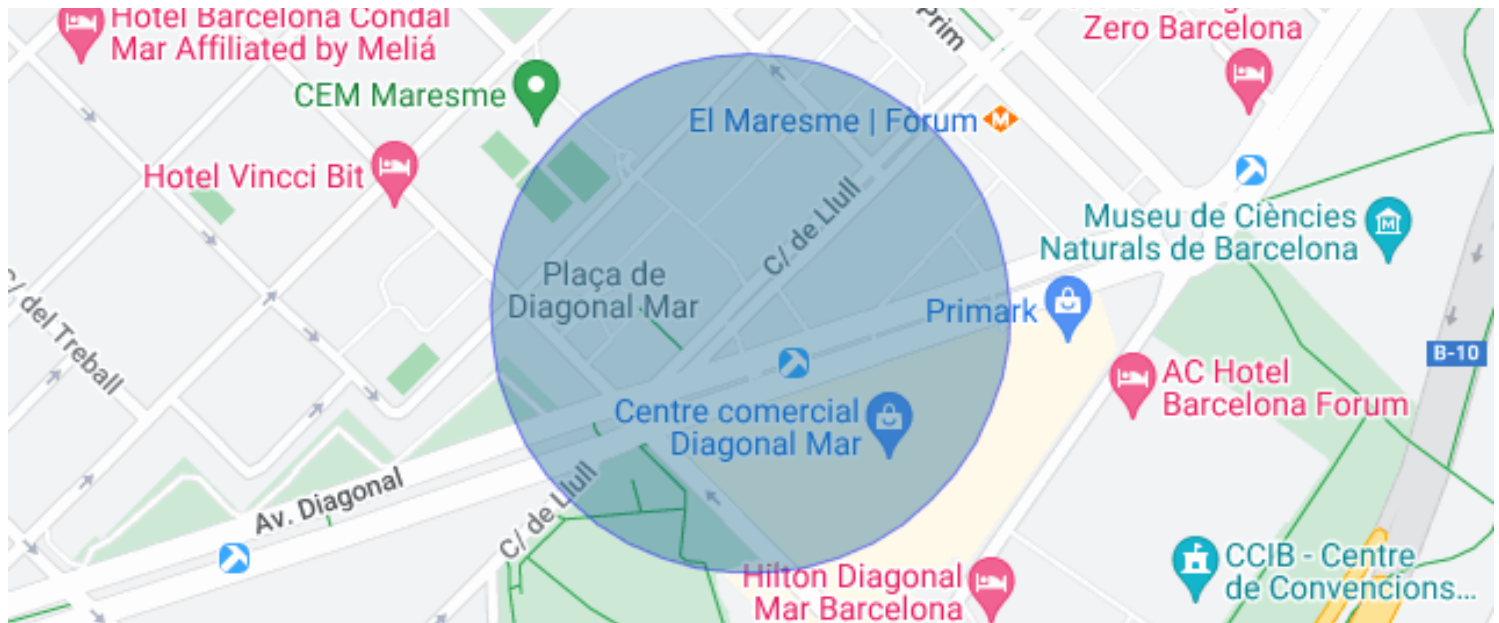 Hotel Barcelona Condal
Mar Affiliated by Meliá
Prim
Zero Barcelona
CEM Maresme
El Maresme | Fòrum
M
Hotel Vincci Bit
C/ de Llull
Museu de Ciències
Naturals de Barcelona
M
Plaça de
Diagonal Mar
Primark
C/ del Treball
B-10
AC Hotel
Barcelona Forum
Centre comercial
Diagonal Mar
Av. Diagonal
C/ de Llull
CCIB - Centre
de Convencions...
Hilton Diagonal
Mar Barcelona